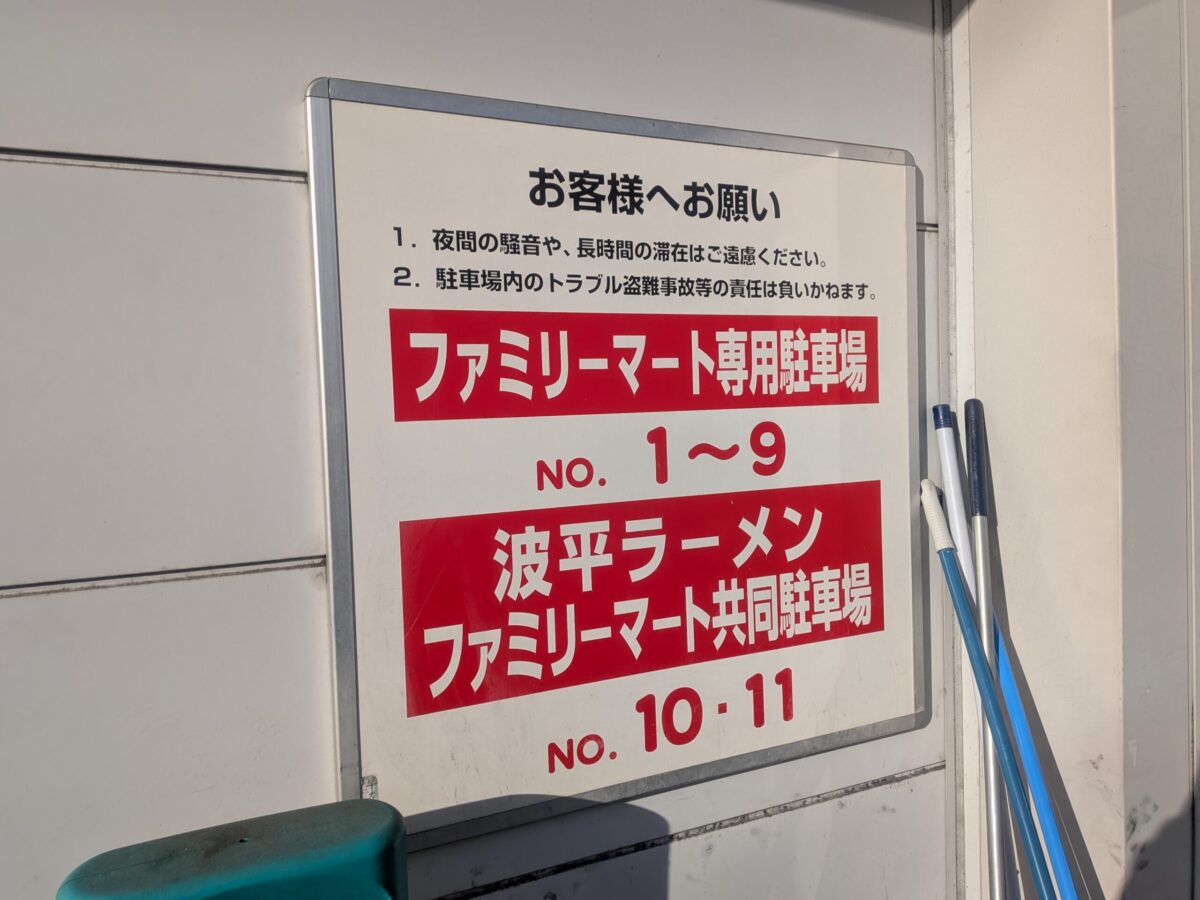 お客様へお願い
1. 夜間の騒音や、長時間の滞在はご遠慮ください。
2. 駐車場内のトラブル盗難事故等の責任は負いかねます。
ファミリーマート専用駐車場
NO. 1〜9
波平ラーメン
ファミリーマート共同駐車場
NO. 10・11